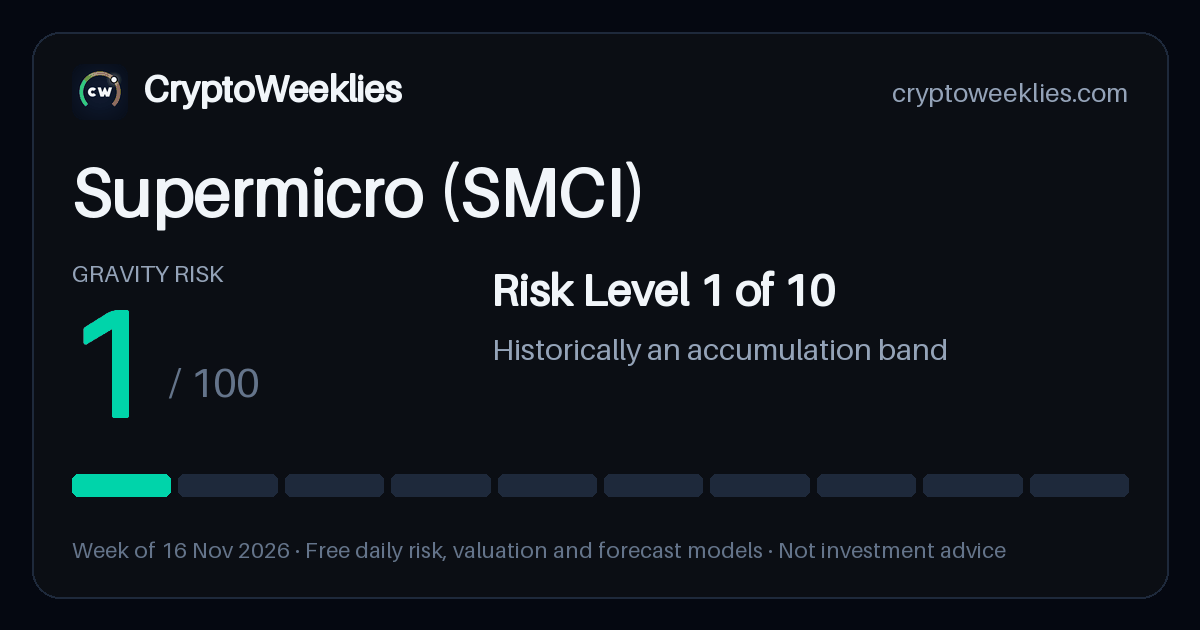 CW
CryptoWeeklies
cryptoweeklies.com
Supermicro (SMCI)
GRAVITY RISK
1 / 100
Risk Level 1 of 10
Historically an accumulation band
Week of 16 Nov 2026 · Free daily risk, valuation and forecast models · Not investment advice